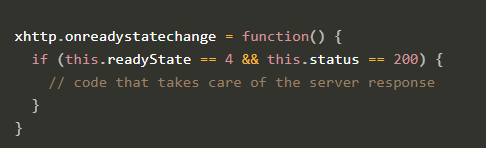 xhttp.onreadystatechange = function() {
  if (this.readyState == 4 && this.status == 200) {
    // code that takes care of the server response
  }
}